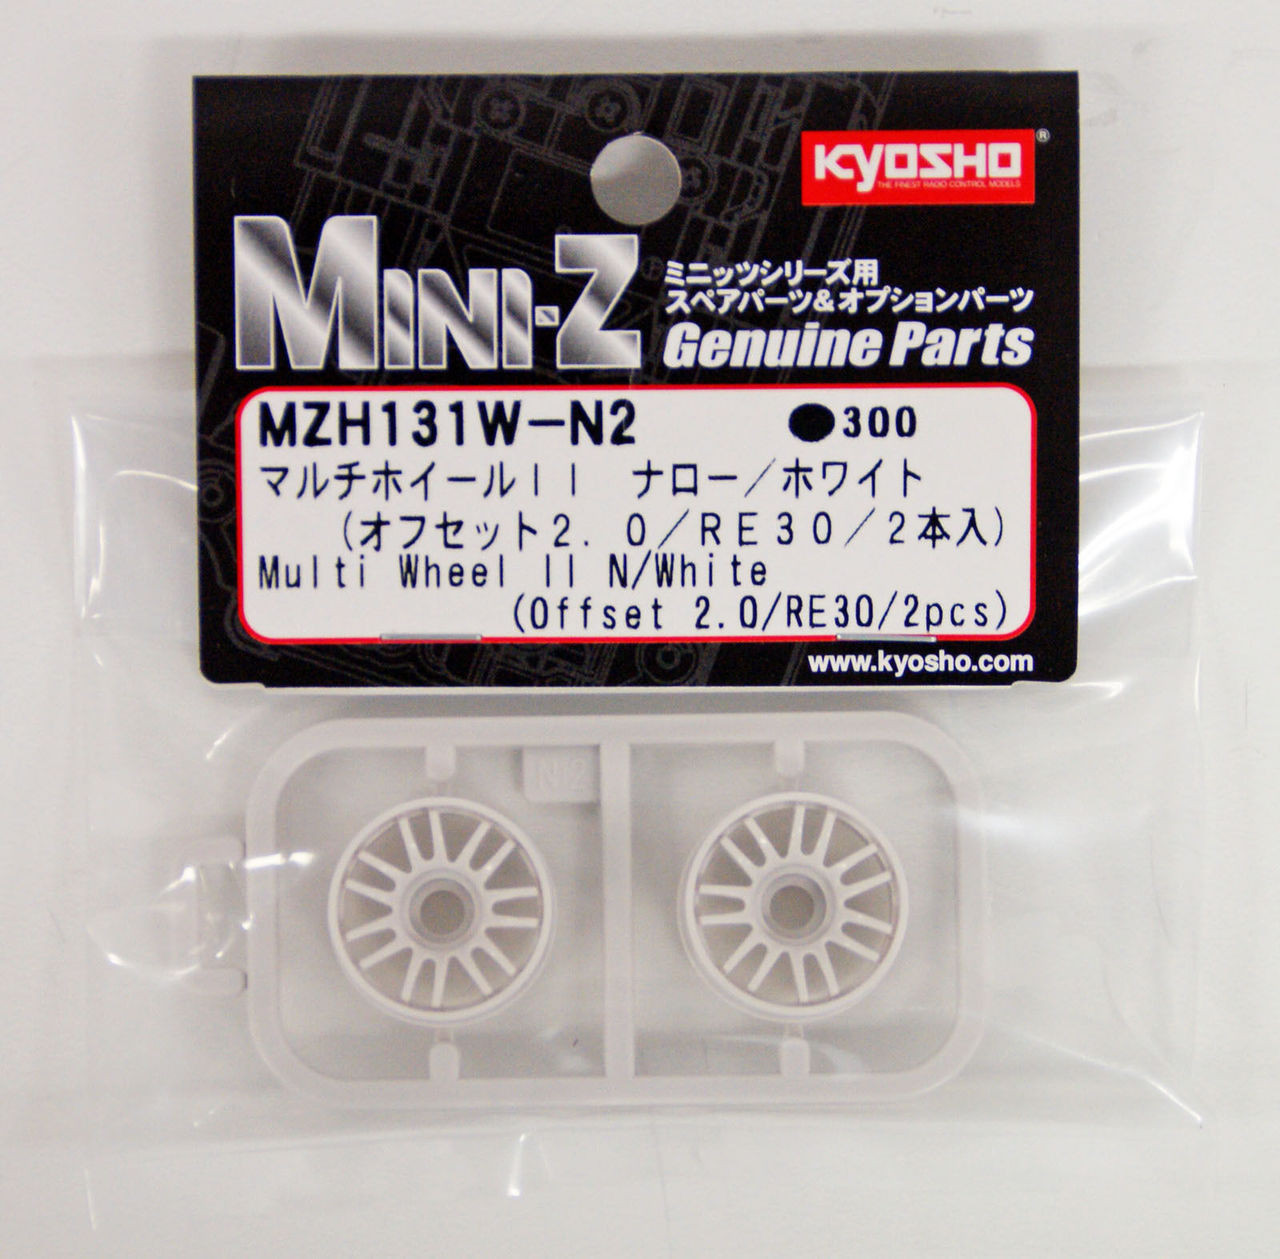 KYOSHO
®
THE FINEST RADIO CONTROL MODELS
MINI-Z
ミニッツシリーズ用
スペアパーツ&オプションパーツ
Genuine Parts
MZH131W-N2 ●300
マルチホイールII ナロー/ホワイト
(オフセット2.0/RE30/2本入)
Multi Wheel II N/White
(Offset 2.0/RE30/2pcs)
www.kyosho.com
N2